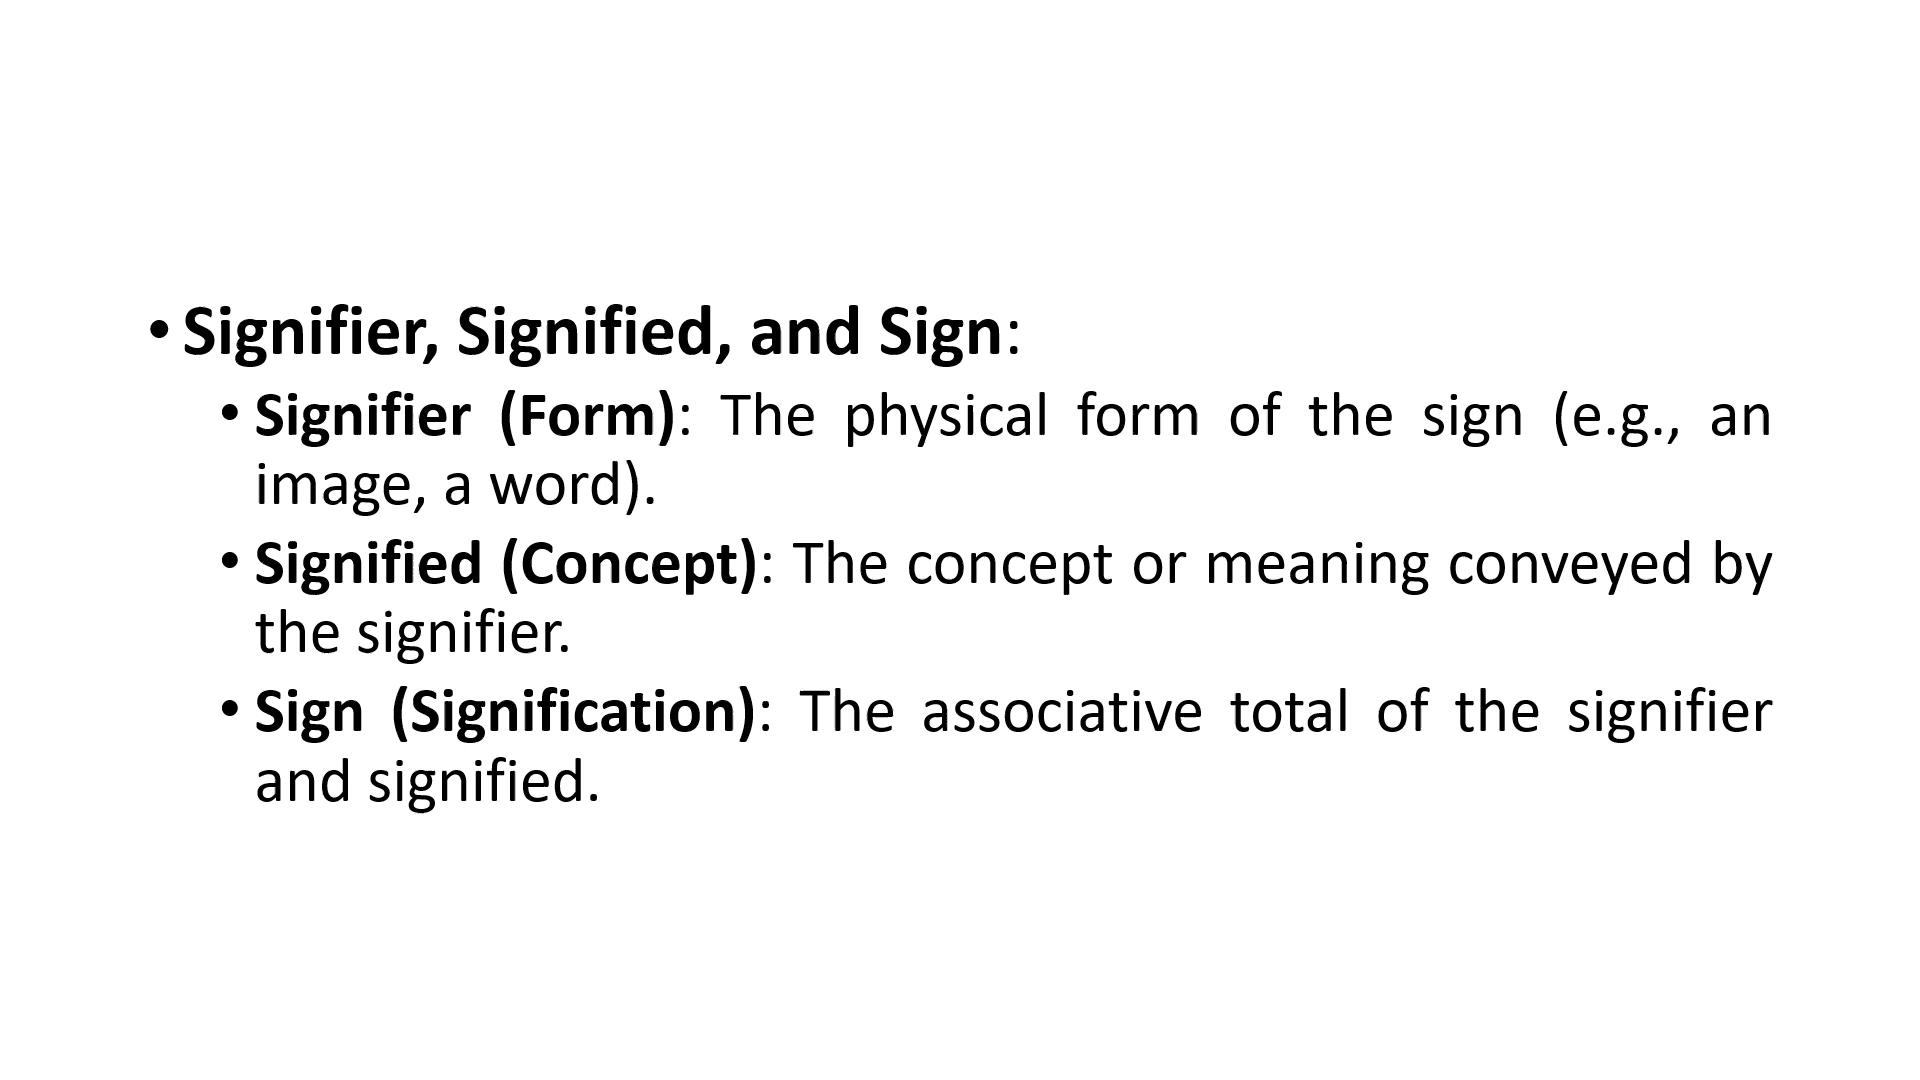 • Signifier, Signified, and Sign:
• Signifier (Form): The physical form of the sign (e.g., an
image, a word).
• Signified (Concept): The concept or meaning conveyed by
the signifier.
• Sign (Signification): The associative total of the signifier
and signified.